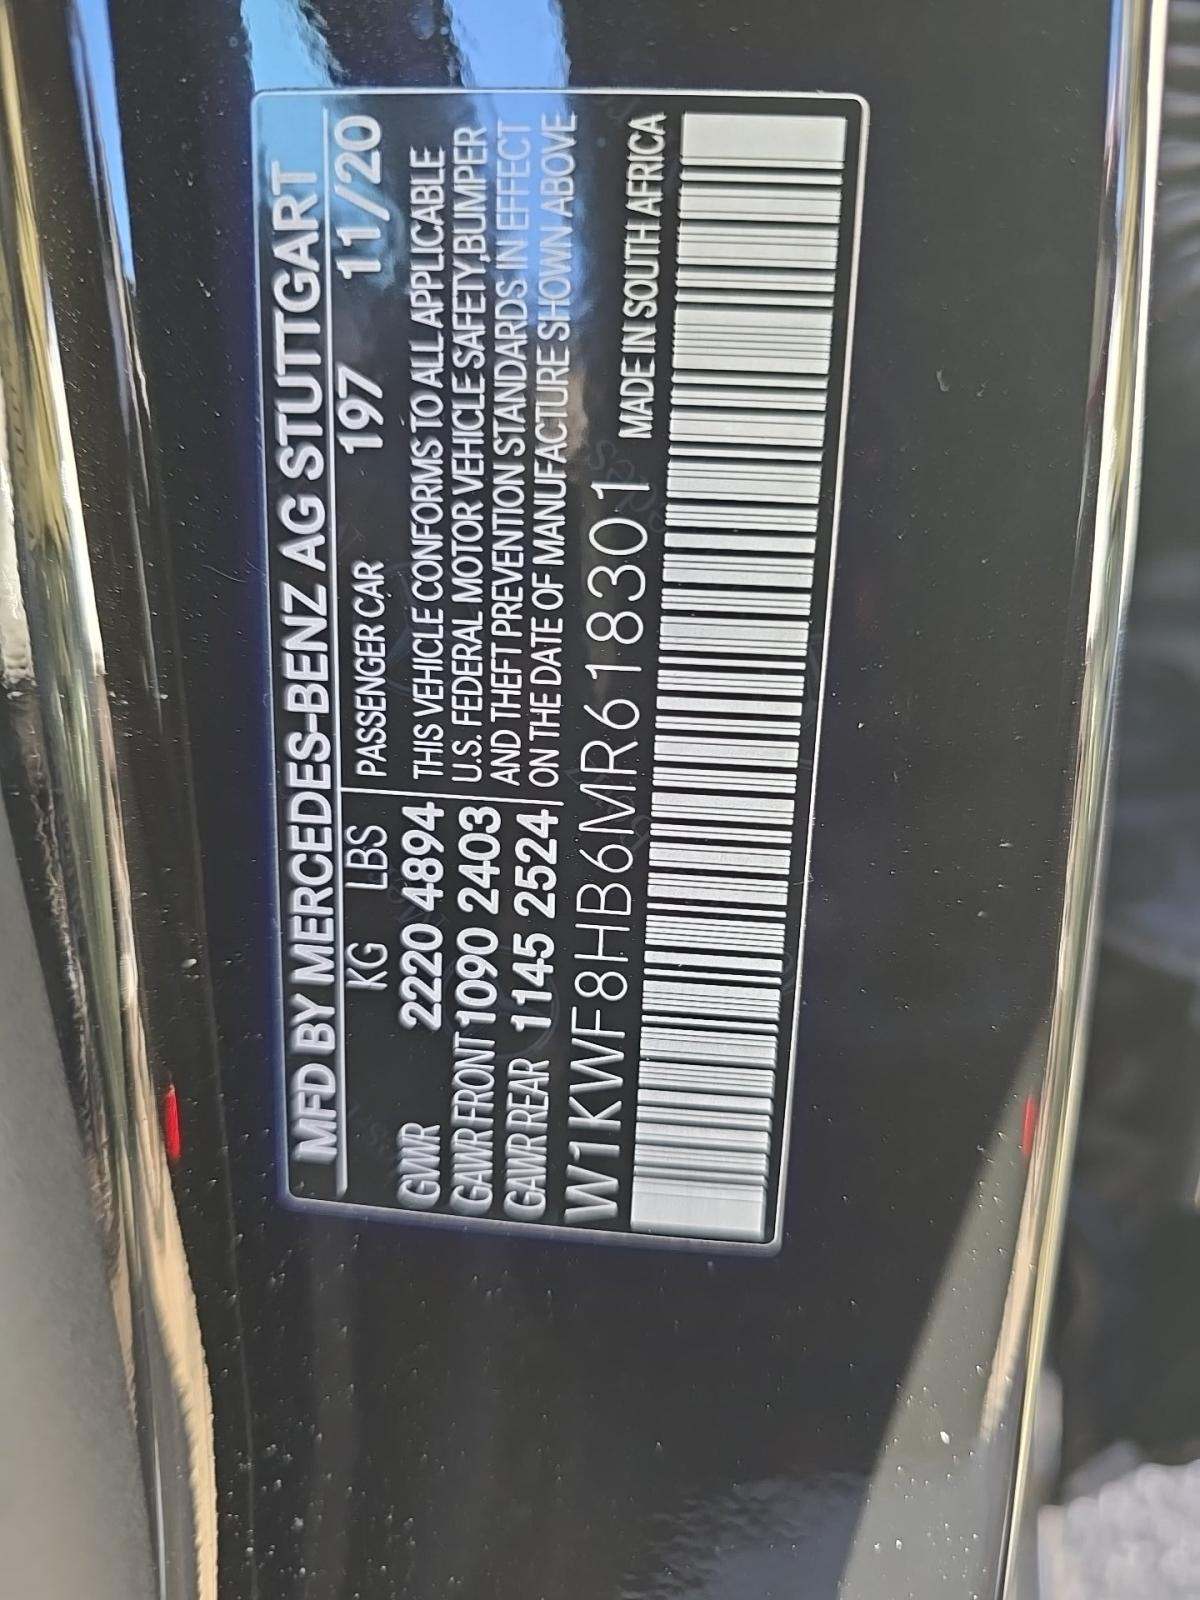 MFD BY MERCEDES-BENZ AG STUTTGART
KG LBS PASSENGER CAR 197 11/20
GVWR 2220 4894 THIS VEHICLE CONFORMS TO ALL APPLICABLE
GAWR FRONT 1090 2403 U.S. FEDERAL MOTOR VEHICLE SAFETY,BUMPER
GAWR REAR 1145 2524 AND THEFT PREVENTION STANDARDS IN EFFECT
ON THE DATE OF MANUFACTURE SHOWN ABOVE
W1KWF8HB6MR618301 MADE IN SOUTH AFRICA